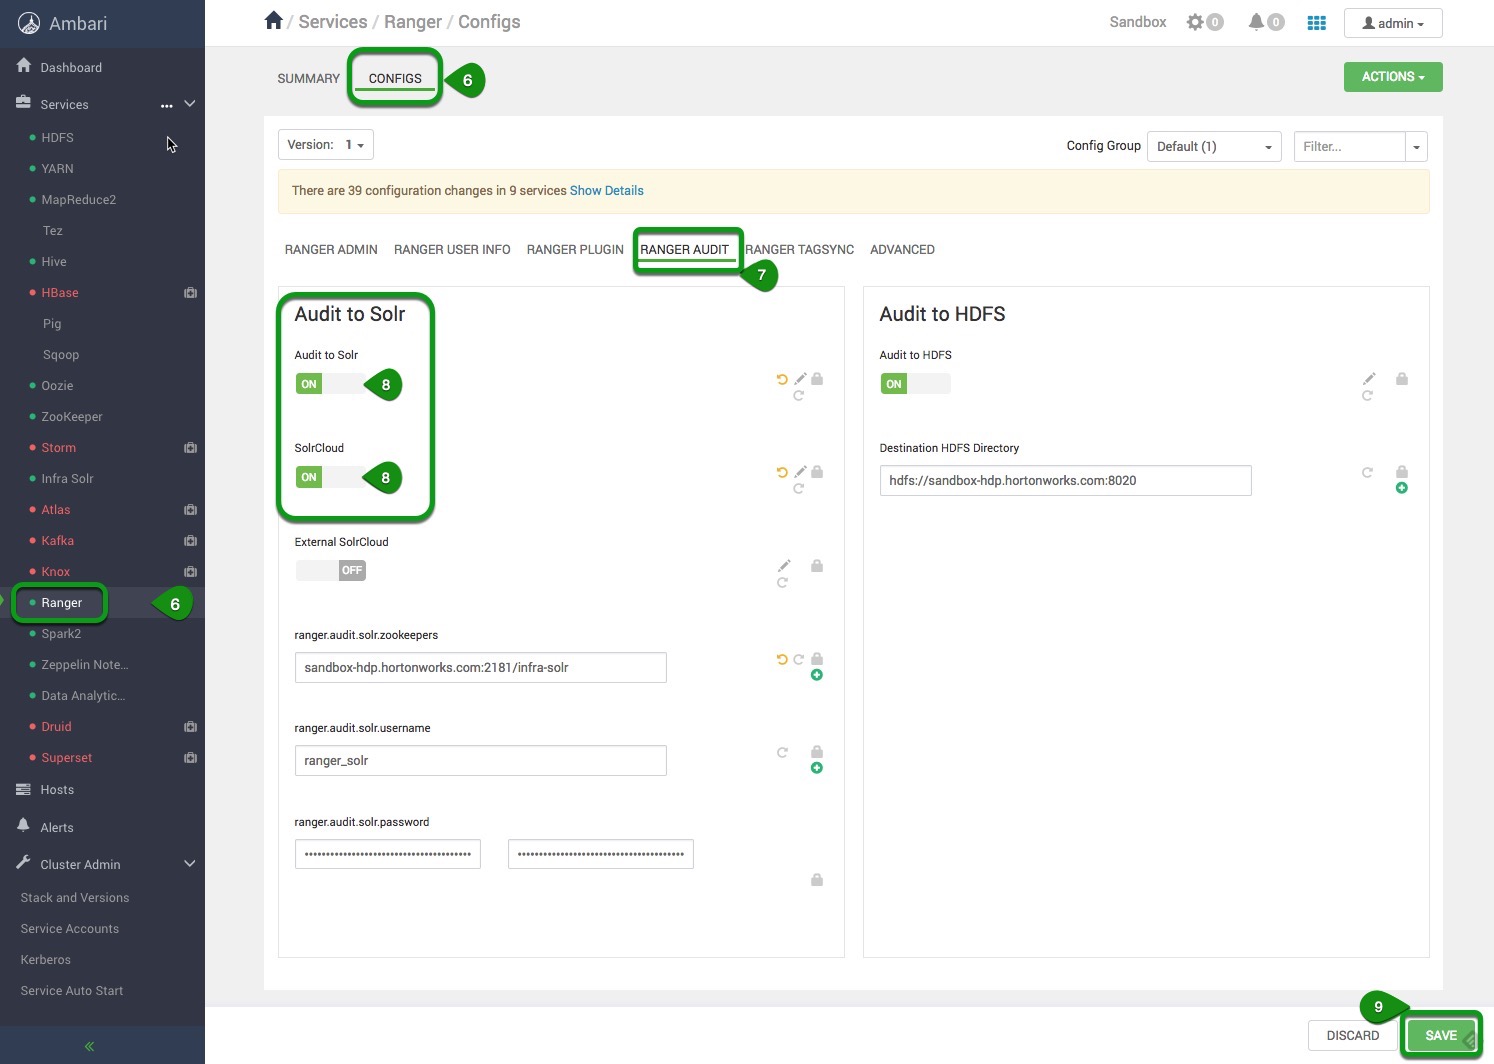 Ambari
Services / Ranger / Configs
Sandbox
0
0
admin
Dashboard
Services
HDFS
YARN
MapReduce2
Tez
Hive
HBase
Pig
Sqoop
Oozie
ZooKeeper
Storm
Infra Solr
Atlas
Kafka
Knox
Ranger
6
Spark2
Zeppelin Note...
Data Analytic...
Druid
Superset
Hosts
Alerts
Cluster Admin
Stack and Versions
Service Accounts
Kerberos
Service Auto Start
«
SUMMARY
CONFIGS
6
ACTIONS
Version: 1
Config Group
Default (1)
Filter...
There are 39 configuration changes in 9 services Show Details
RANGER ADMIN
RANGER USER INFO
RANGER PLUGIN
RANGER AUDIT
RANGER TAGSYNC
ADVANCED
7
Audit to Solr
Audit to Solr
ON
8
SolrCloud
ON
8
External SolrCloud
OFF
ranger.audit.solr.zookeepers
sandbox-hdp.hortonworks.com:2181/infra-solr
ranger.audit.solr.username
ranger_solr
ranger.audit.solr.password
Audit to HDFS
Audit to HDFS
ON
Destination HDFS Directory
hdfs://sandbox-hdp.hortonworks.com:8020
9
DISCARD
SAVE